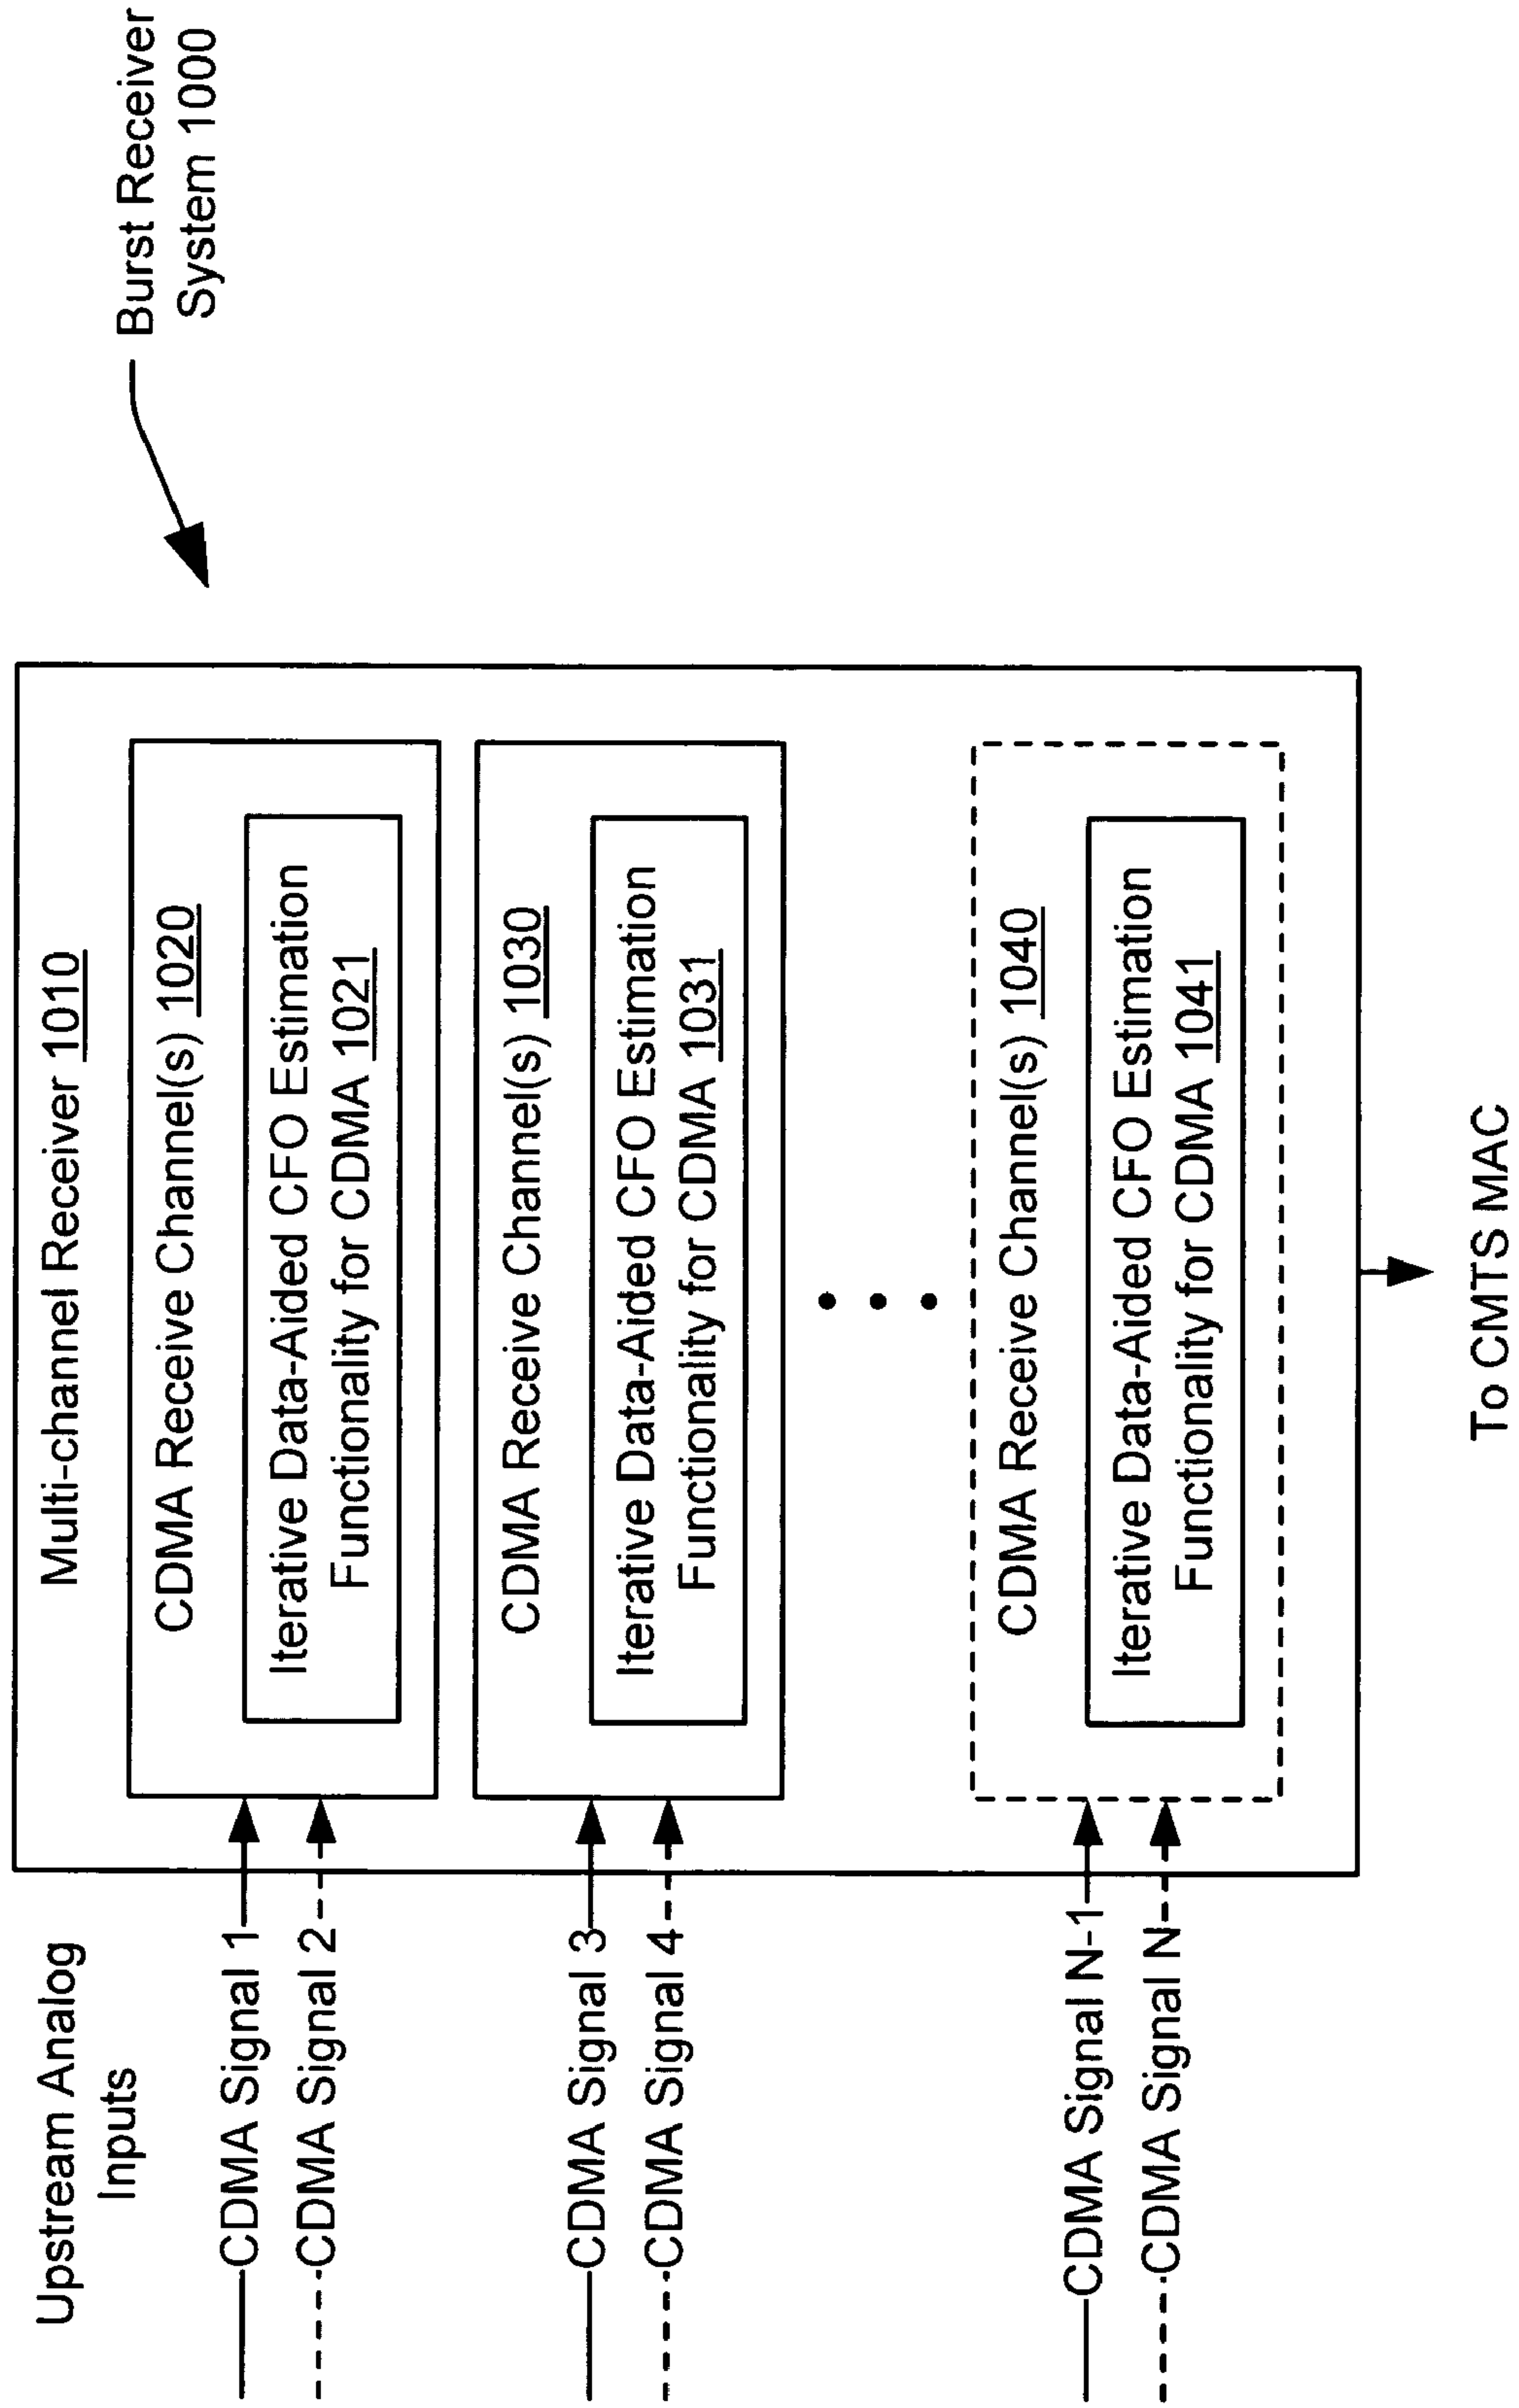 Burst Receiver
System 1000
Upstream Analog
Inputs
Multi-channel Receiver 1010
CDMA Signal 1
CDMA Signal 2
CDMA Receive Channel(s) 1020
Iterative Data-Aided CFO Estimation
Functionality for CDMA 1021
CDMA Signal 3
CDMA Signal 4
CDMA Receive Channel(s) 1030
Iterative Data-Aided CFO Estimation
Functionality for CDMA 1031
CDMA Signal N-1
CDMA Signal N
CDMA Receive Channel(s) 1040
Iterative Data-Aided CFO Estimation
Functionality for CDMA 1041
To CMTS MAC